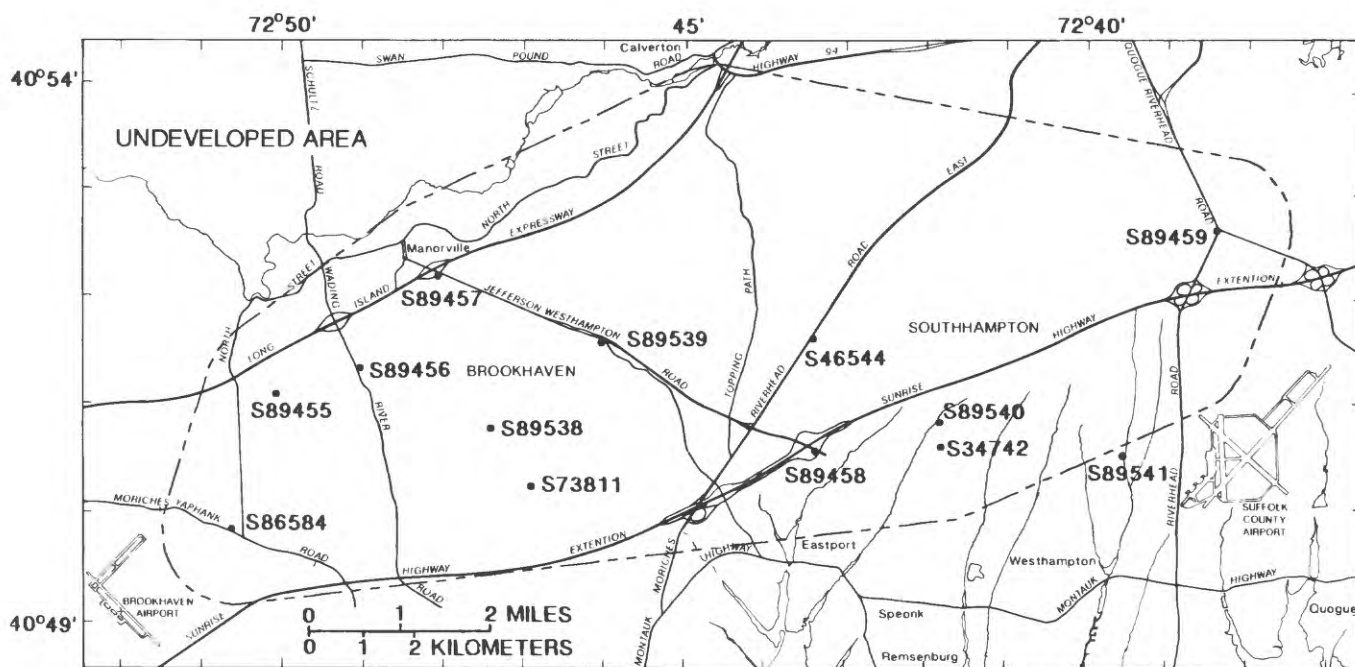 72°50'
45'
72°40'
40°54'
40°49'
Calverton
SWAN POUND ROAD
HIGHWAY
SCHULTZ ROAD
QUOGUE RIVERHEAD ROAD
UNDEVELOPED AREA
NORTH STREET
EXPRESSWAY
EAST
Manorville
S89459
STREET
WADING
ISLAND
S89457
PATH
ROAD
EXTENTION
JEFFERSON WESTHAMPTON ROAD
SOUTHHAMPTON
HIGHWAY
NORTH
LONG
S89539
S46544
S89456
BROOKHAVEN
TOPPING
RIVERHEAD
SUNRISE
ROAD
S89455
RIVER
S89540
S89538
S34742
S89458
S89541
S73811
MORICHES YAPHANK ROAD
S86584
RIVERHEAD
SUFFOLK
COUNTY
AIRPORT
EXTENTION
MORICHES
HIGHWAY
Eastport
Westhampton
HIGHWAY
ROAD
MONTAUK
HIGHWAY
BROOKHAVEN
AIRPORT
SUNRISE
0 1 2 MILES
0 1 2 KILOMETERS
MONTAUK
Speonk
Quogue
Remsenburg